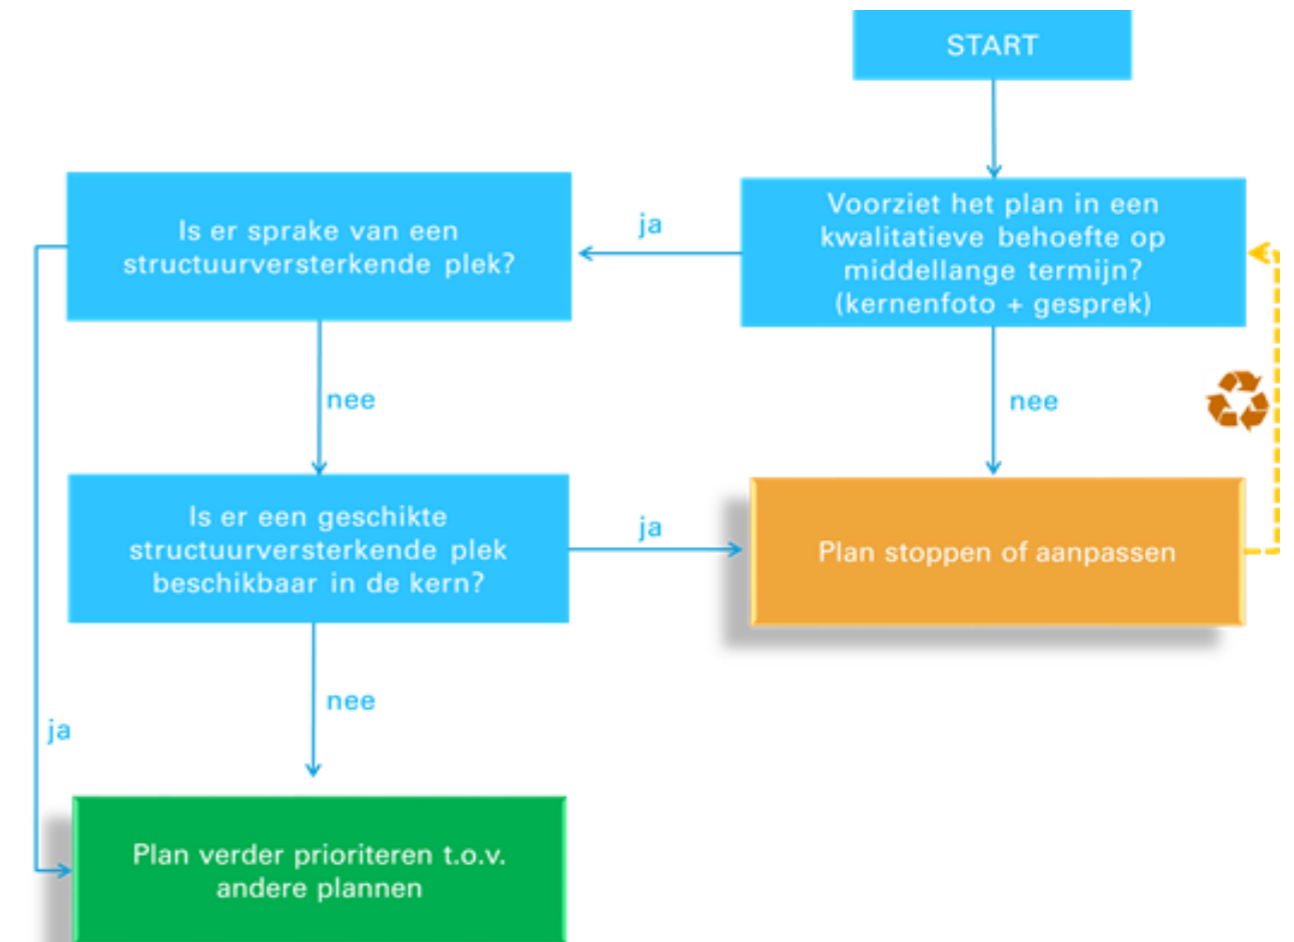 START
Voorziet het plan in een
kwalitatieve behoefte op
middellange termijn?
(kernenfoto + gesprek)
ja
Is er sprake van een
structuurversterkende plek?
nee
nee
Is er een geschikte
structuurversterkende plek
beschikbaar in de kern?
ja
Plan stoppen of aanpassen
nee
ja
Plan verder prioriteren t.o.v.
andere plannen